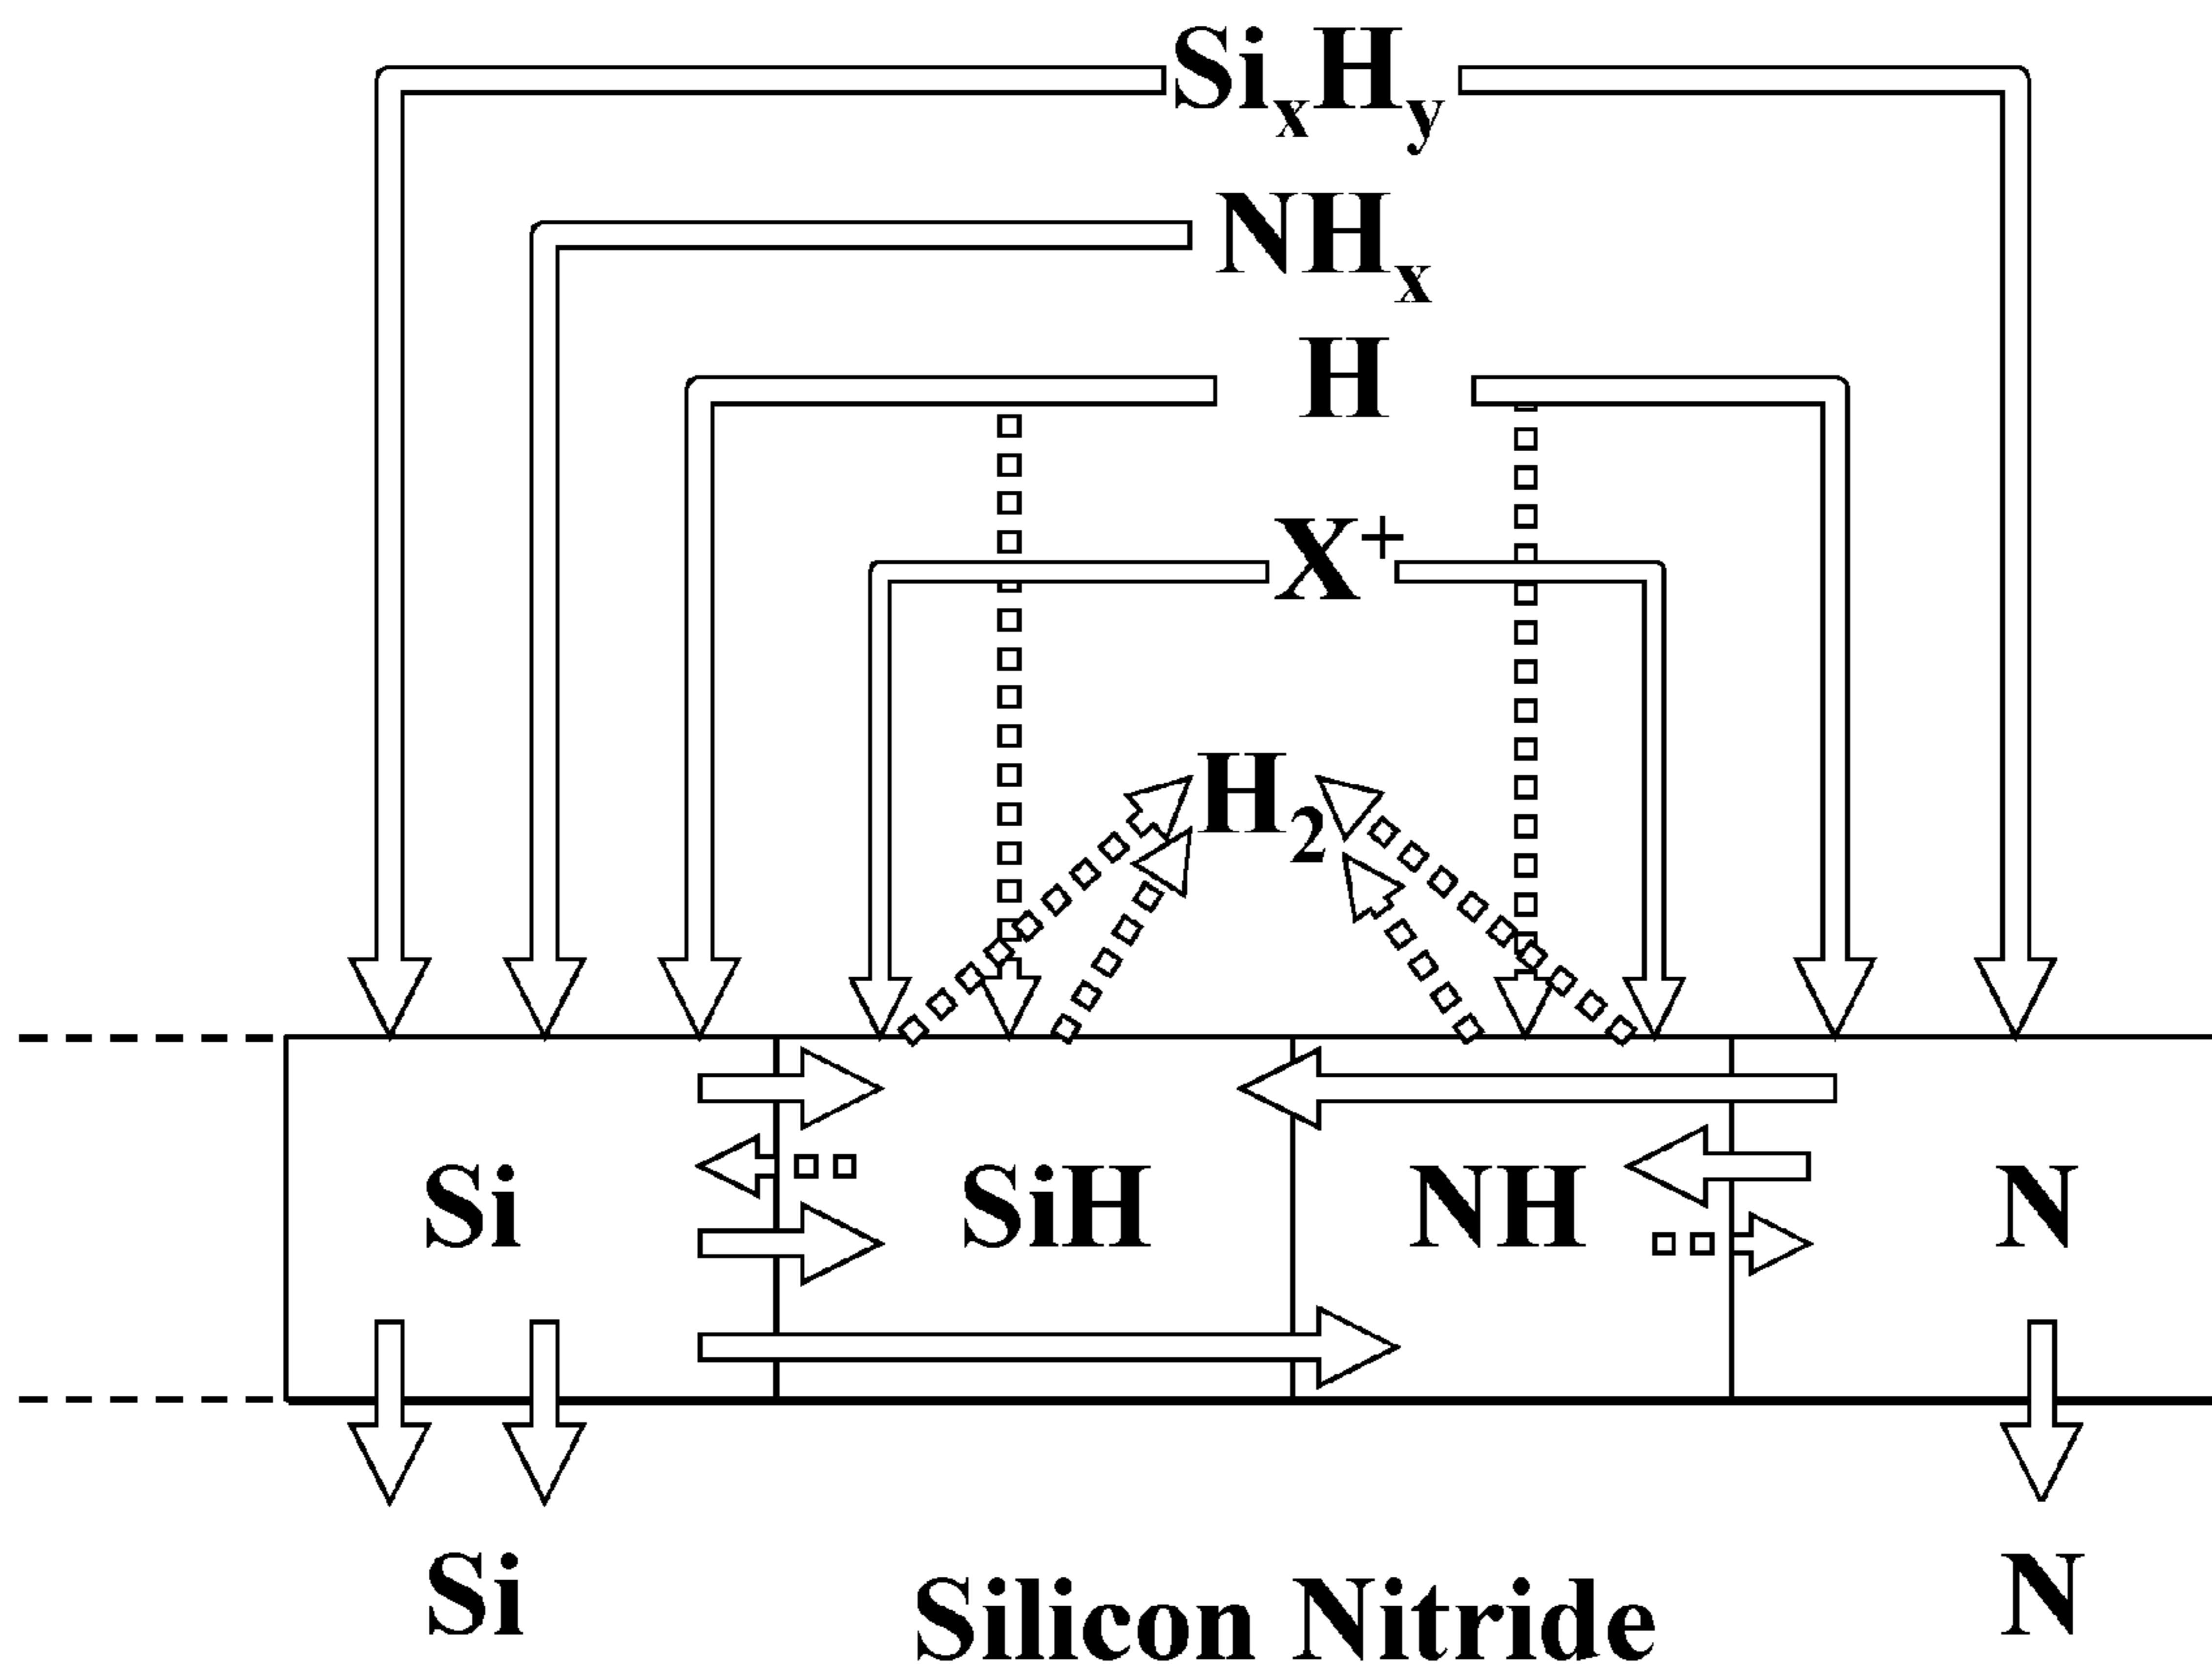 SixHy
NHx
H
X+
H2
Si SiH NH N
Si Silicon Nitride N